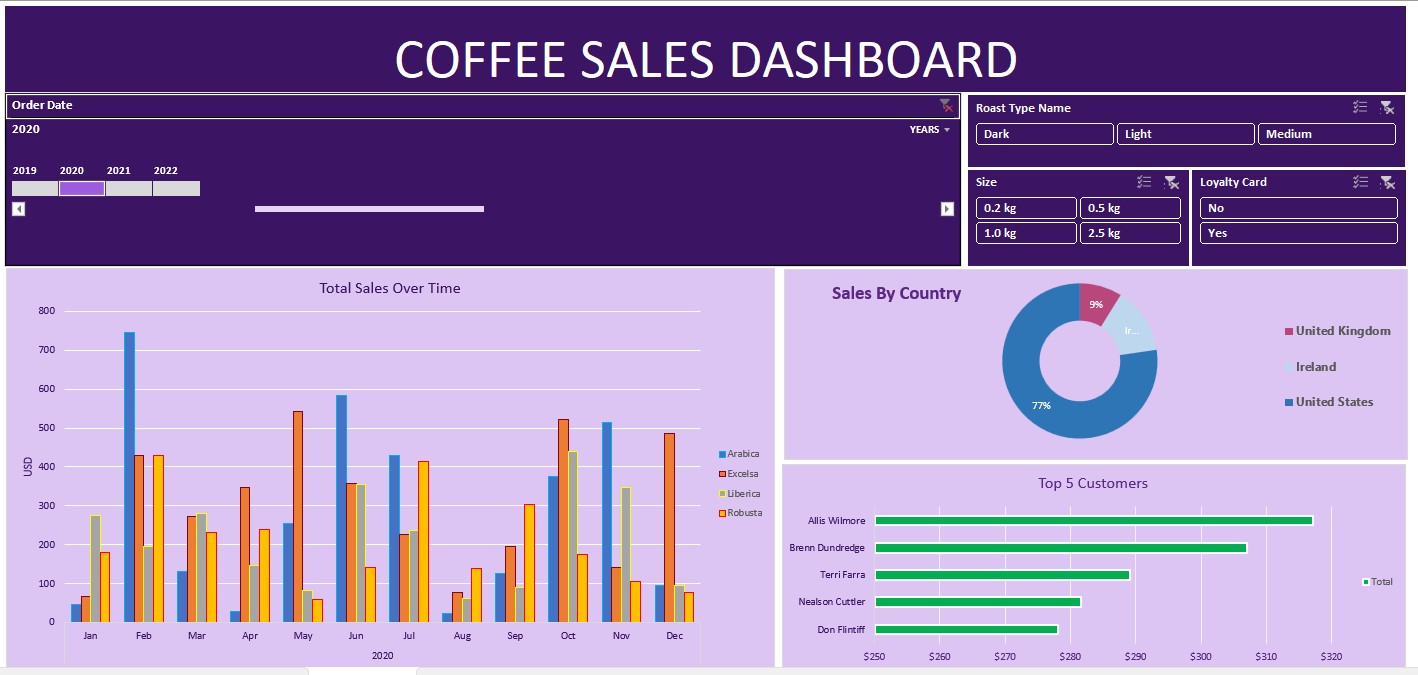 COFFEE SALES DASHBOARD
Order Date
2020
YEARS
2019 2020 2021 2022
Roast Type Name
Dark Light Medium
Size
0.2 kg 0.5 kg
1.0 kg 2.5 kg
Loyalty Card
No
Yes
Total Sales Over Time
800
700
600
500
400
300
200
100
0
USD
Jan Feb Mar Apr May Jun Jul Aug Sep Oct Nov Dec
2020
Arabica
Excelsa
Liberica
Robusta
Sales By Country
9%
Ir...
77%
United Kingdom
Ireland
United States
Top 5 Customers
Allis Wilmore
Brenn Dundredge
Terri Farra
Nealson Cuttler
Don Flintiff
$250 $260 $270 $280 $290 $300 $310 $320
Total